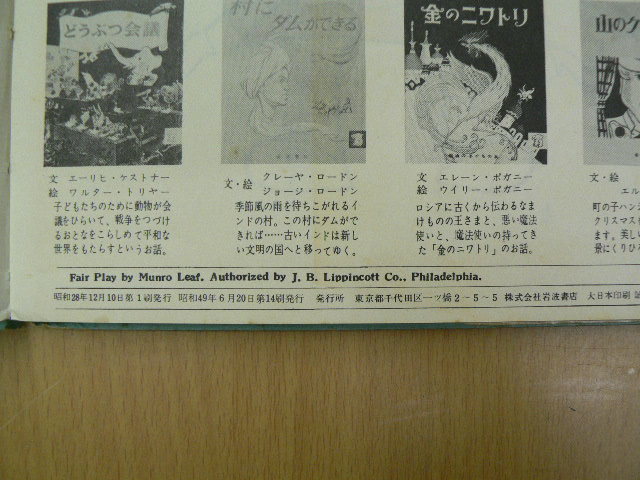 どうぶつ会議
村に
ダムができる
金のニワトリ
山のク
文 エーリヒ・ケストナー
絵 ワルター・トリヤー
子どもたちのために動物が会
議をひらいて、戦争をつづけ
るおとなをこらしめて平和な
世界をもたらすというお話。
文・絵
クレーヤ・ロードン
ジョージ・ロードン
季節風の雨を待ちこがれるイ
ンドの村。この村にダムがで
きれば……古いインドは新し
い文明の国へと移ってゆく。
文 エレーン・ポガニー
絵 ウイリー・ポガニー
ロシアに古くから伝わるなま
けものの王さまと、悪い魔法
使いと、魔法使いの持ってき
た「金のニワトリ」のお話。
文・絵
エル
町の子ハン
クリスマス
ます。美し
景にくりひ
Fair Play by Munro Leaf. Authorized by J. B. Lippincott Co., Philadelphia.
昭和28年12月10日第1刷発行 昭和49年6月20日第14刷発行 発行所 東京都千代田区一ツ橋2-5-5 株式会社岩波書店 大日本印刷